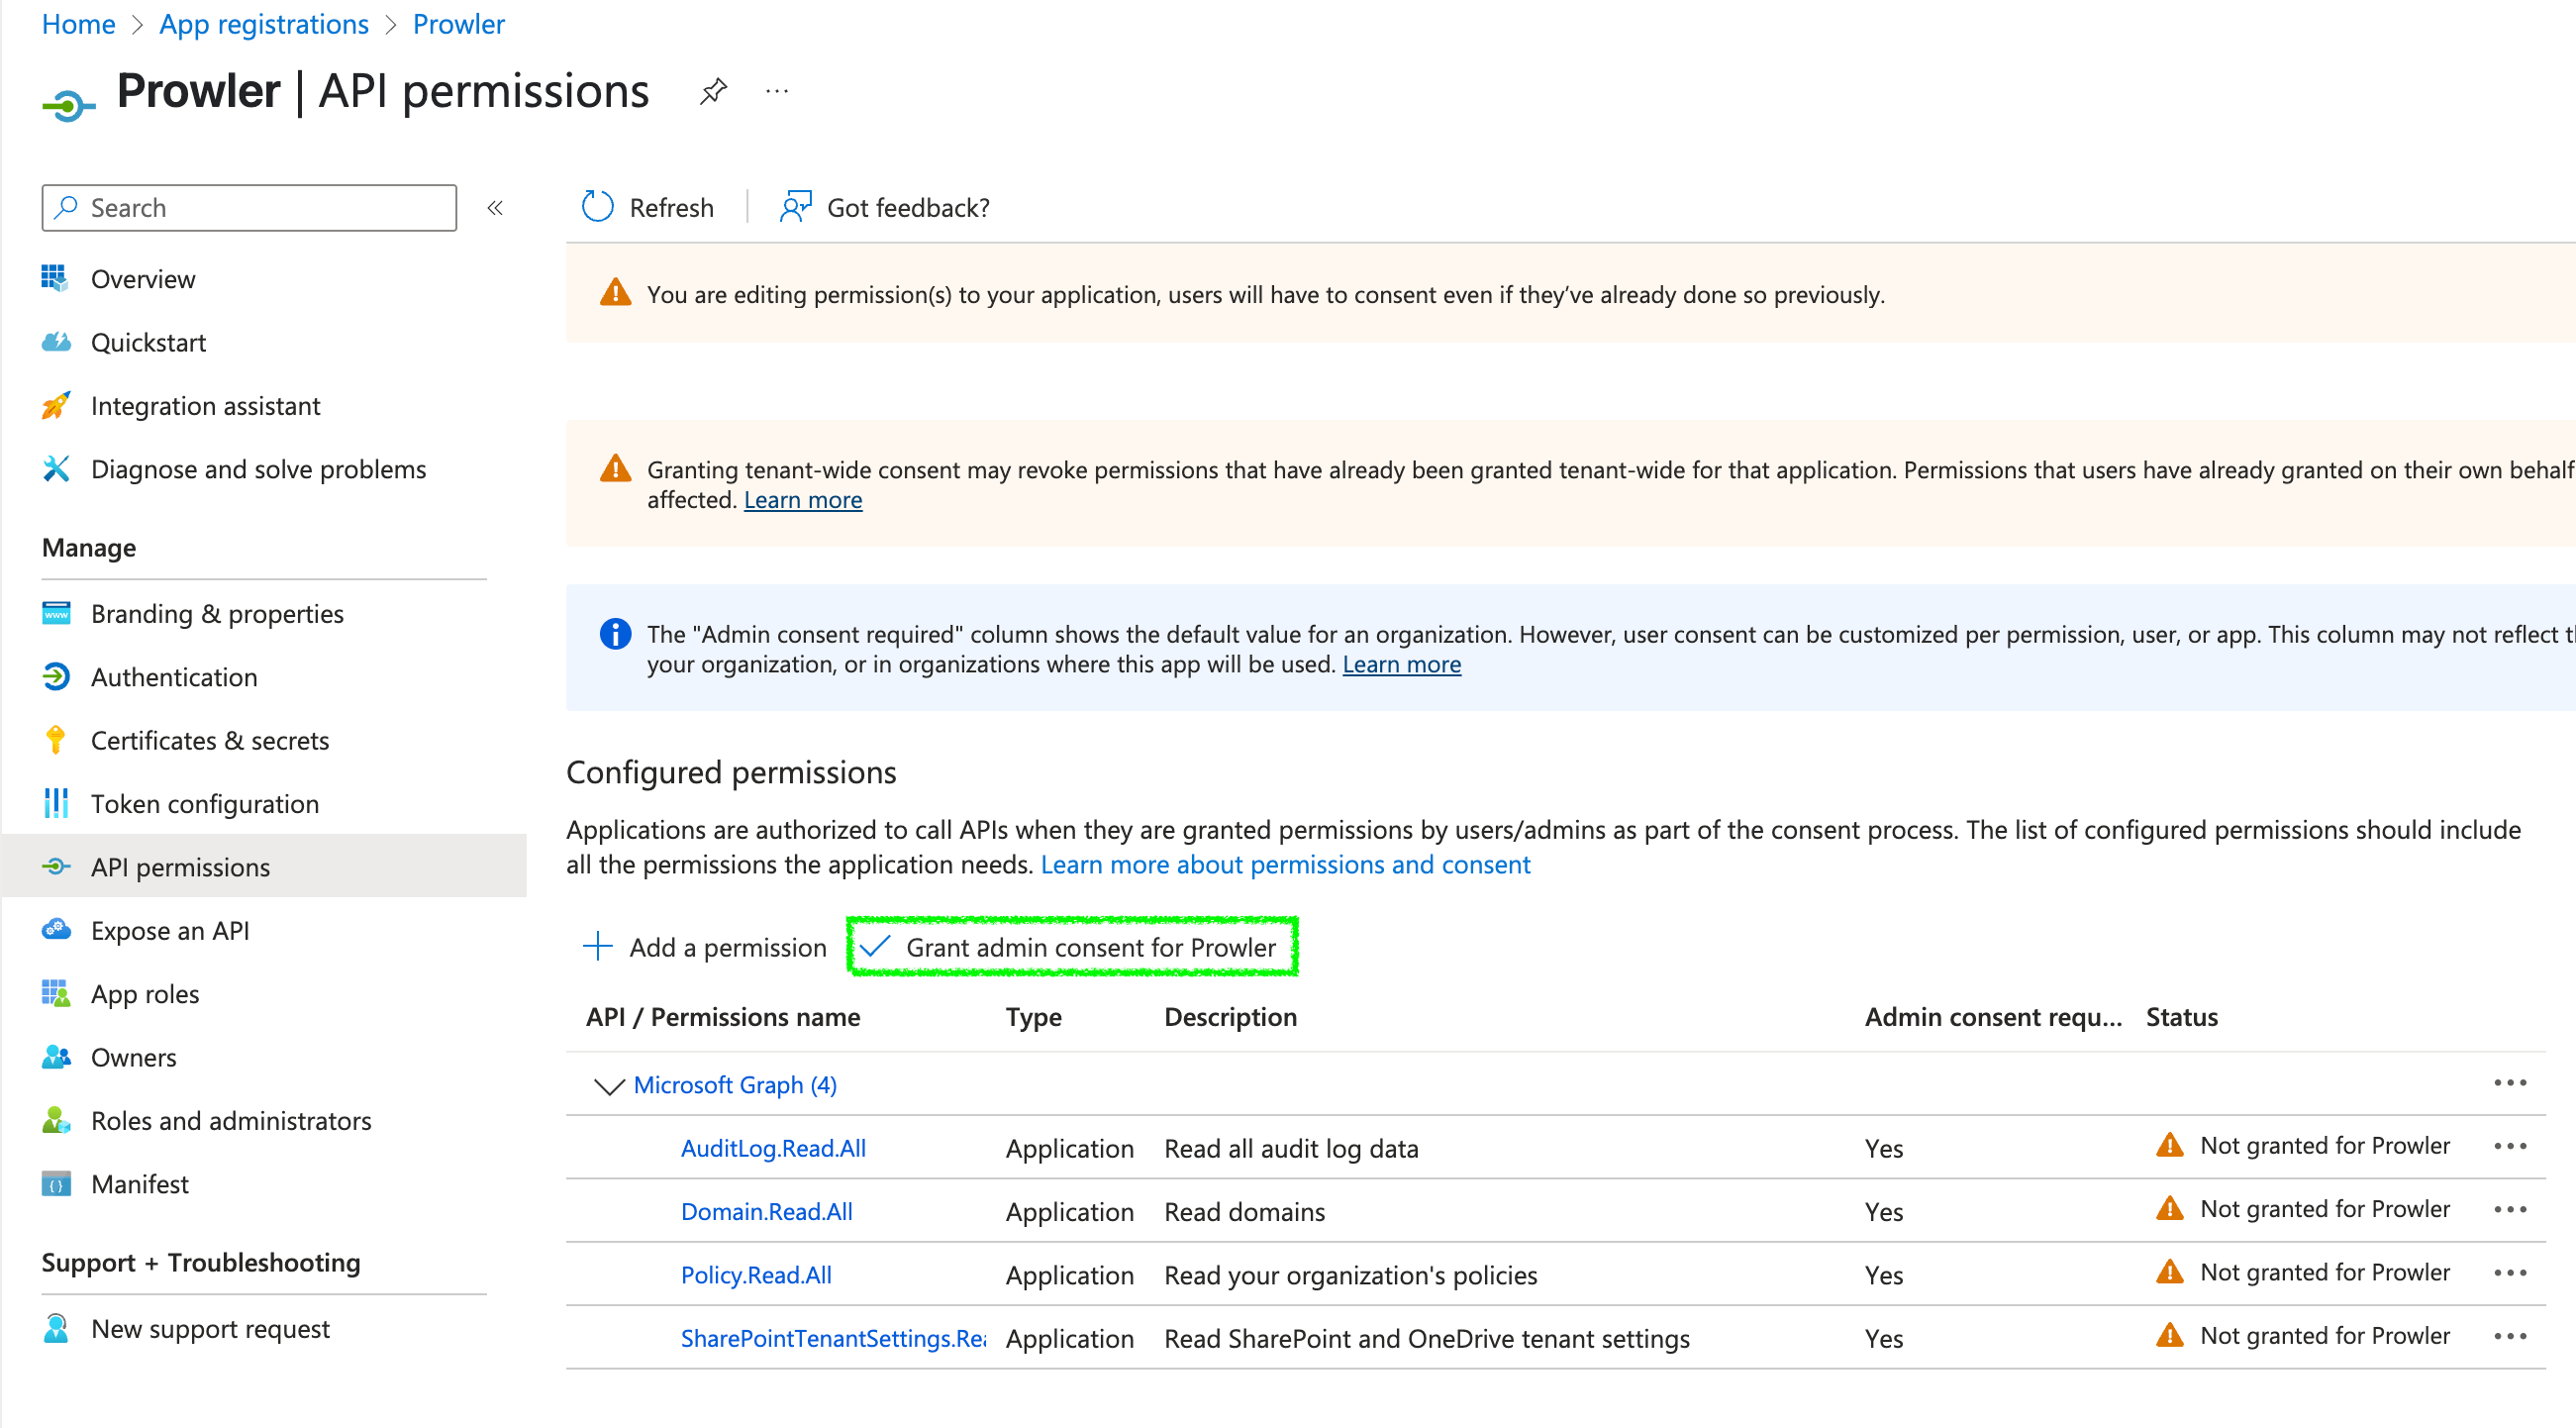 Home > App registrations > Prowler
Prowler | API permissions ...
Search «
Refresh | Got feedback?
Overview
Quickstart
Integration assistant
Diagnose and solve problems
Manage
Branding & properties
Authentication
Certificates & secrets
Token configuration
API permissions
Expose an API
App roles
Owners
Roles and administrators
Manifest
Support + Troubleshooting
New support request
You are editing permission(s) to your application, users will have to consent even if they’ve already done so previously.
Granting tenant-wide consent may revoke permissions that have already been granted tenant-wide for that application. Permissions that users have already granted on their own behalf
affected. Learn more
The "Admin consent required" column shows the default value for an organization. However, user consent can be customized per permission, user, or app. This column may not reflect
your organization, or in organizations where this app will be used. Learn more
Configured permissions
Applications are authorized to call APIs when they are granted permissions by users/admins as part of the consent process. The list of configured permissions should include
all the permissions the application needs. Learn more about permissions and consent
Add a permission Grant admin consent for Prowler
API / Permissions name Type Description Admin consent requ... Status
Microsoft Graph (4) ...
AuditLog.Read.All Application Read all audit log data Yes Not granted for Prowler ...
Domain.Read.All Application Read domains Yes Not granted for Prowler ...
Policy.Read.All Application Read your organization's policies Yes Not granted for Prowler ...
SharePointTenantSettings.Rea Application Read SharePoint and OneDrive tenant settings Yes Not granted for Prowler ...